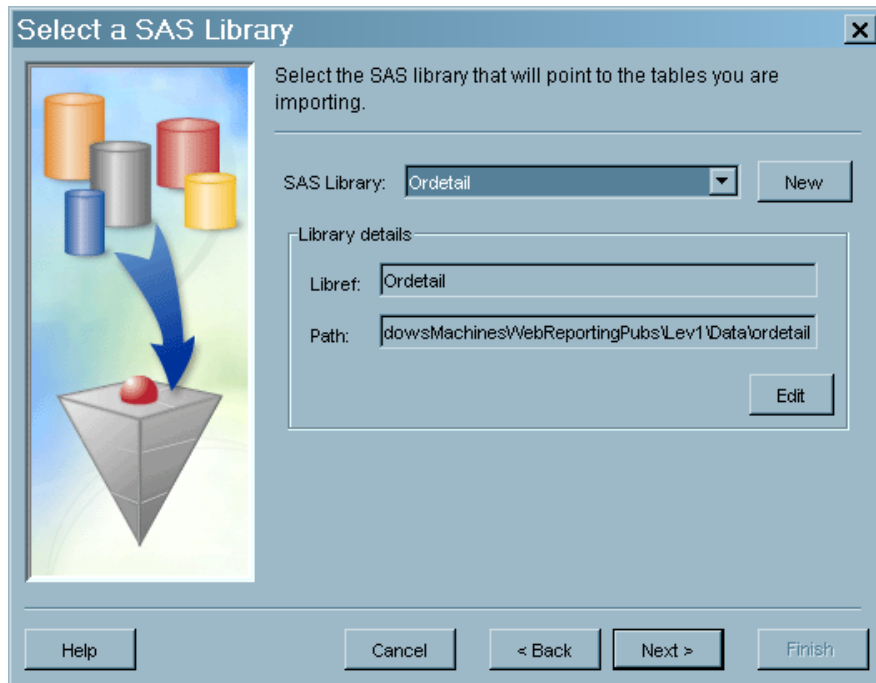 Select a SAS Library
Select the SAS library that will point to the tables you are
importing.
SAS Library: Ordetail New
Library details
Libref: Ordetail
Path: dowsMachinesWebReportingPubs\Lev1\Data\ordetail
Edit
Help Cancel < Back Next > Finish